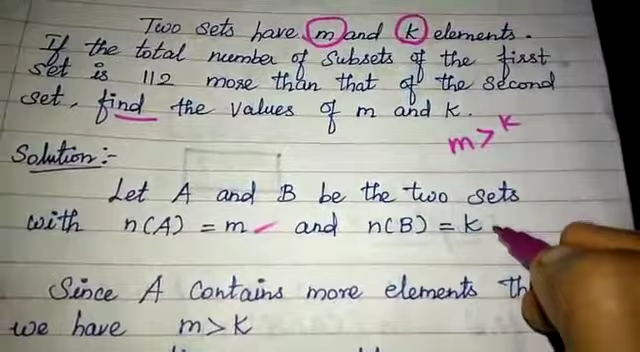 Two sets have m and k elements.
If the total number of subsets of the first
set is 112 more than that of the second
set, find the values of m and k.
m > k
Solution :-
Let A and B be the two sets
with n(A) = m and n(B) = k
Since A contains more elements
we have m > k